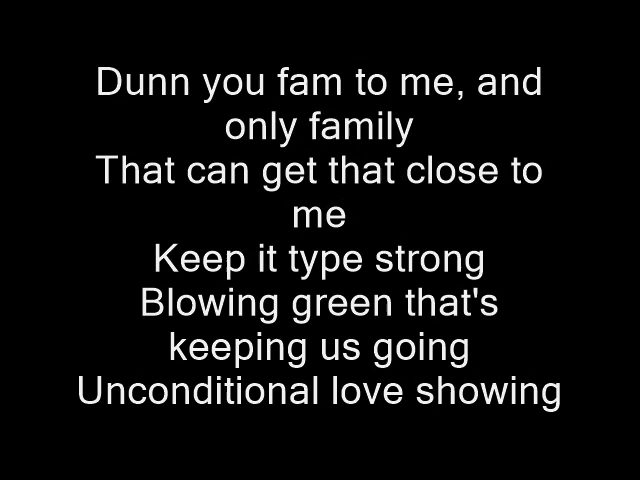 Dunn you fam to me, and
only family
That can get that close to
me
Keep it type strong
Blowing green that's
keeping us going
Unconditional love showing